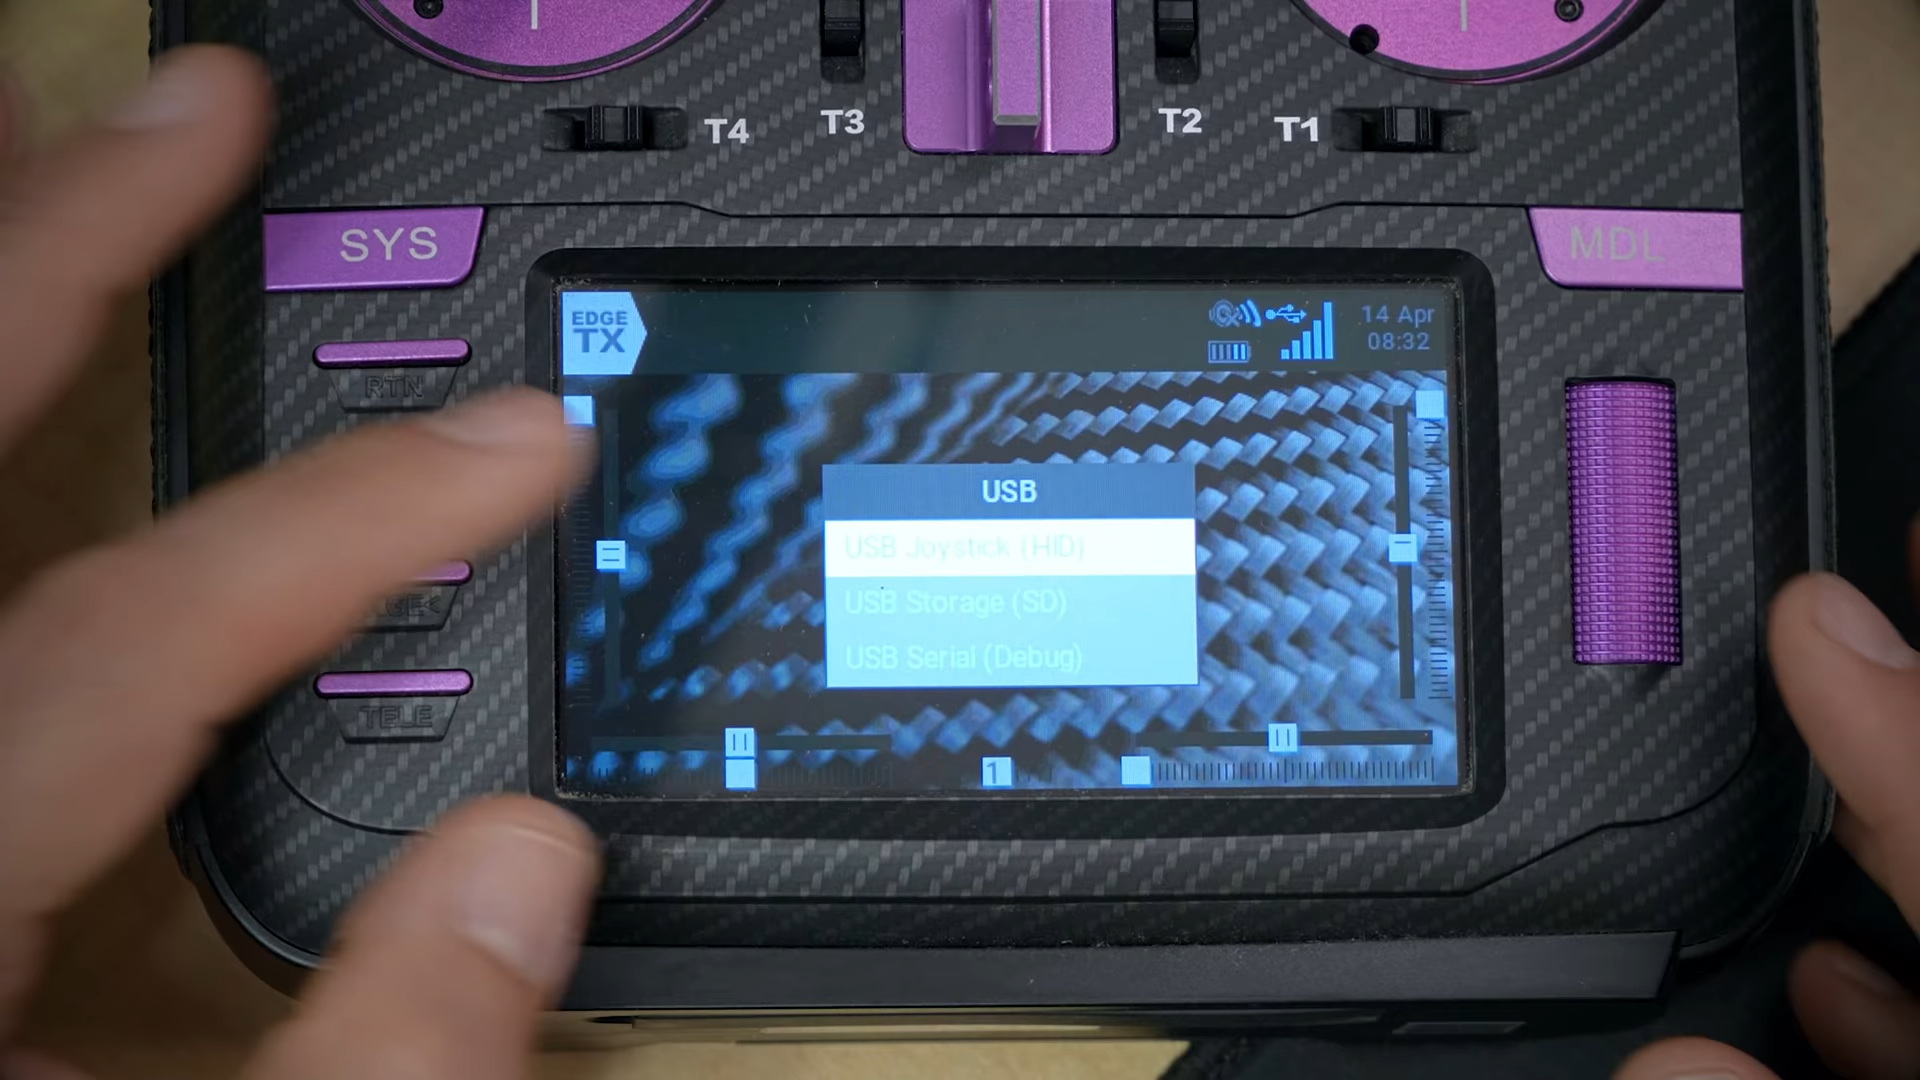 T4
T3
T2
T1
SYS
MDL
EDGE
TX
14 Apr
08:32
RTN
USB
USB Joystick (HID)
USB Storage (SD)
USB Serial (Debug)
TELE
1